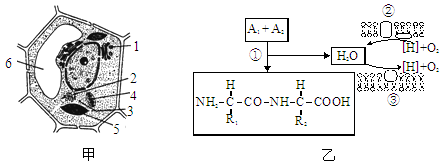 1
2
3
4
5
6
甲
A₁+A₂
①
H₂O
②
[H]+O₂
[H]+O₂
③
H H
NH₂—C—CO—NH—C—COOH
R₁ R₂
乙